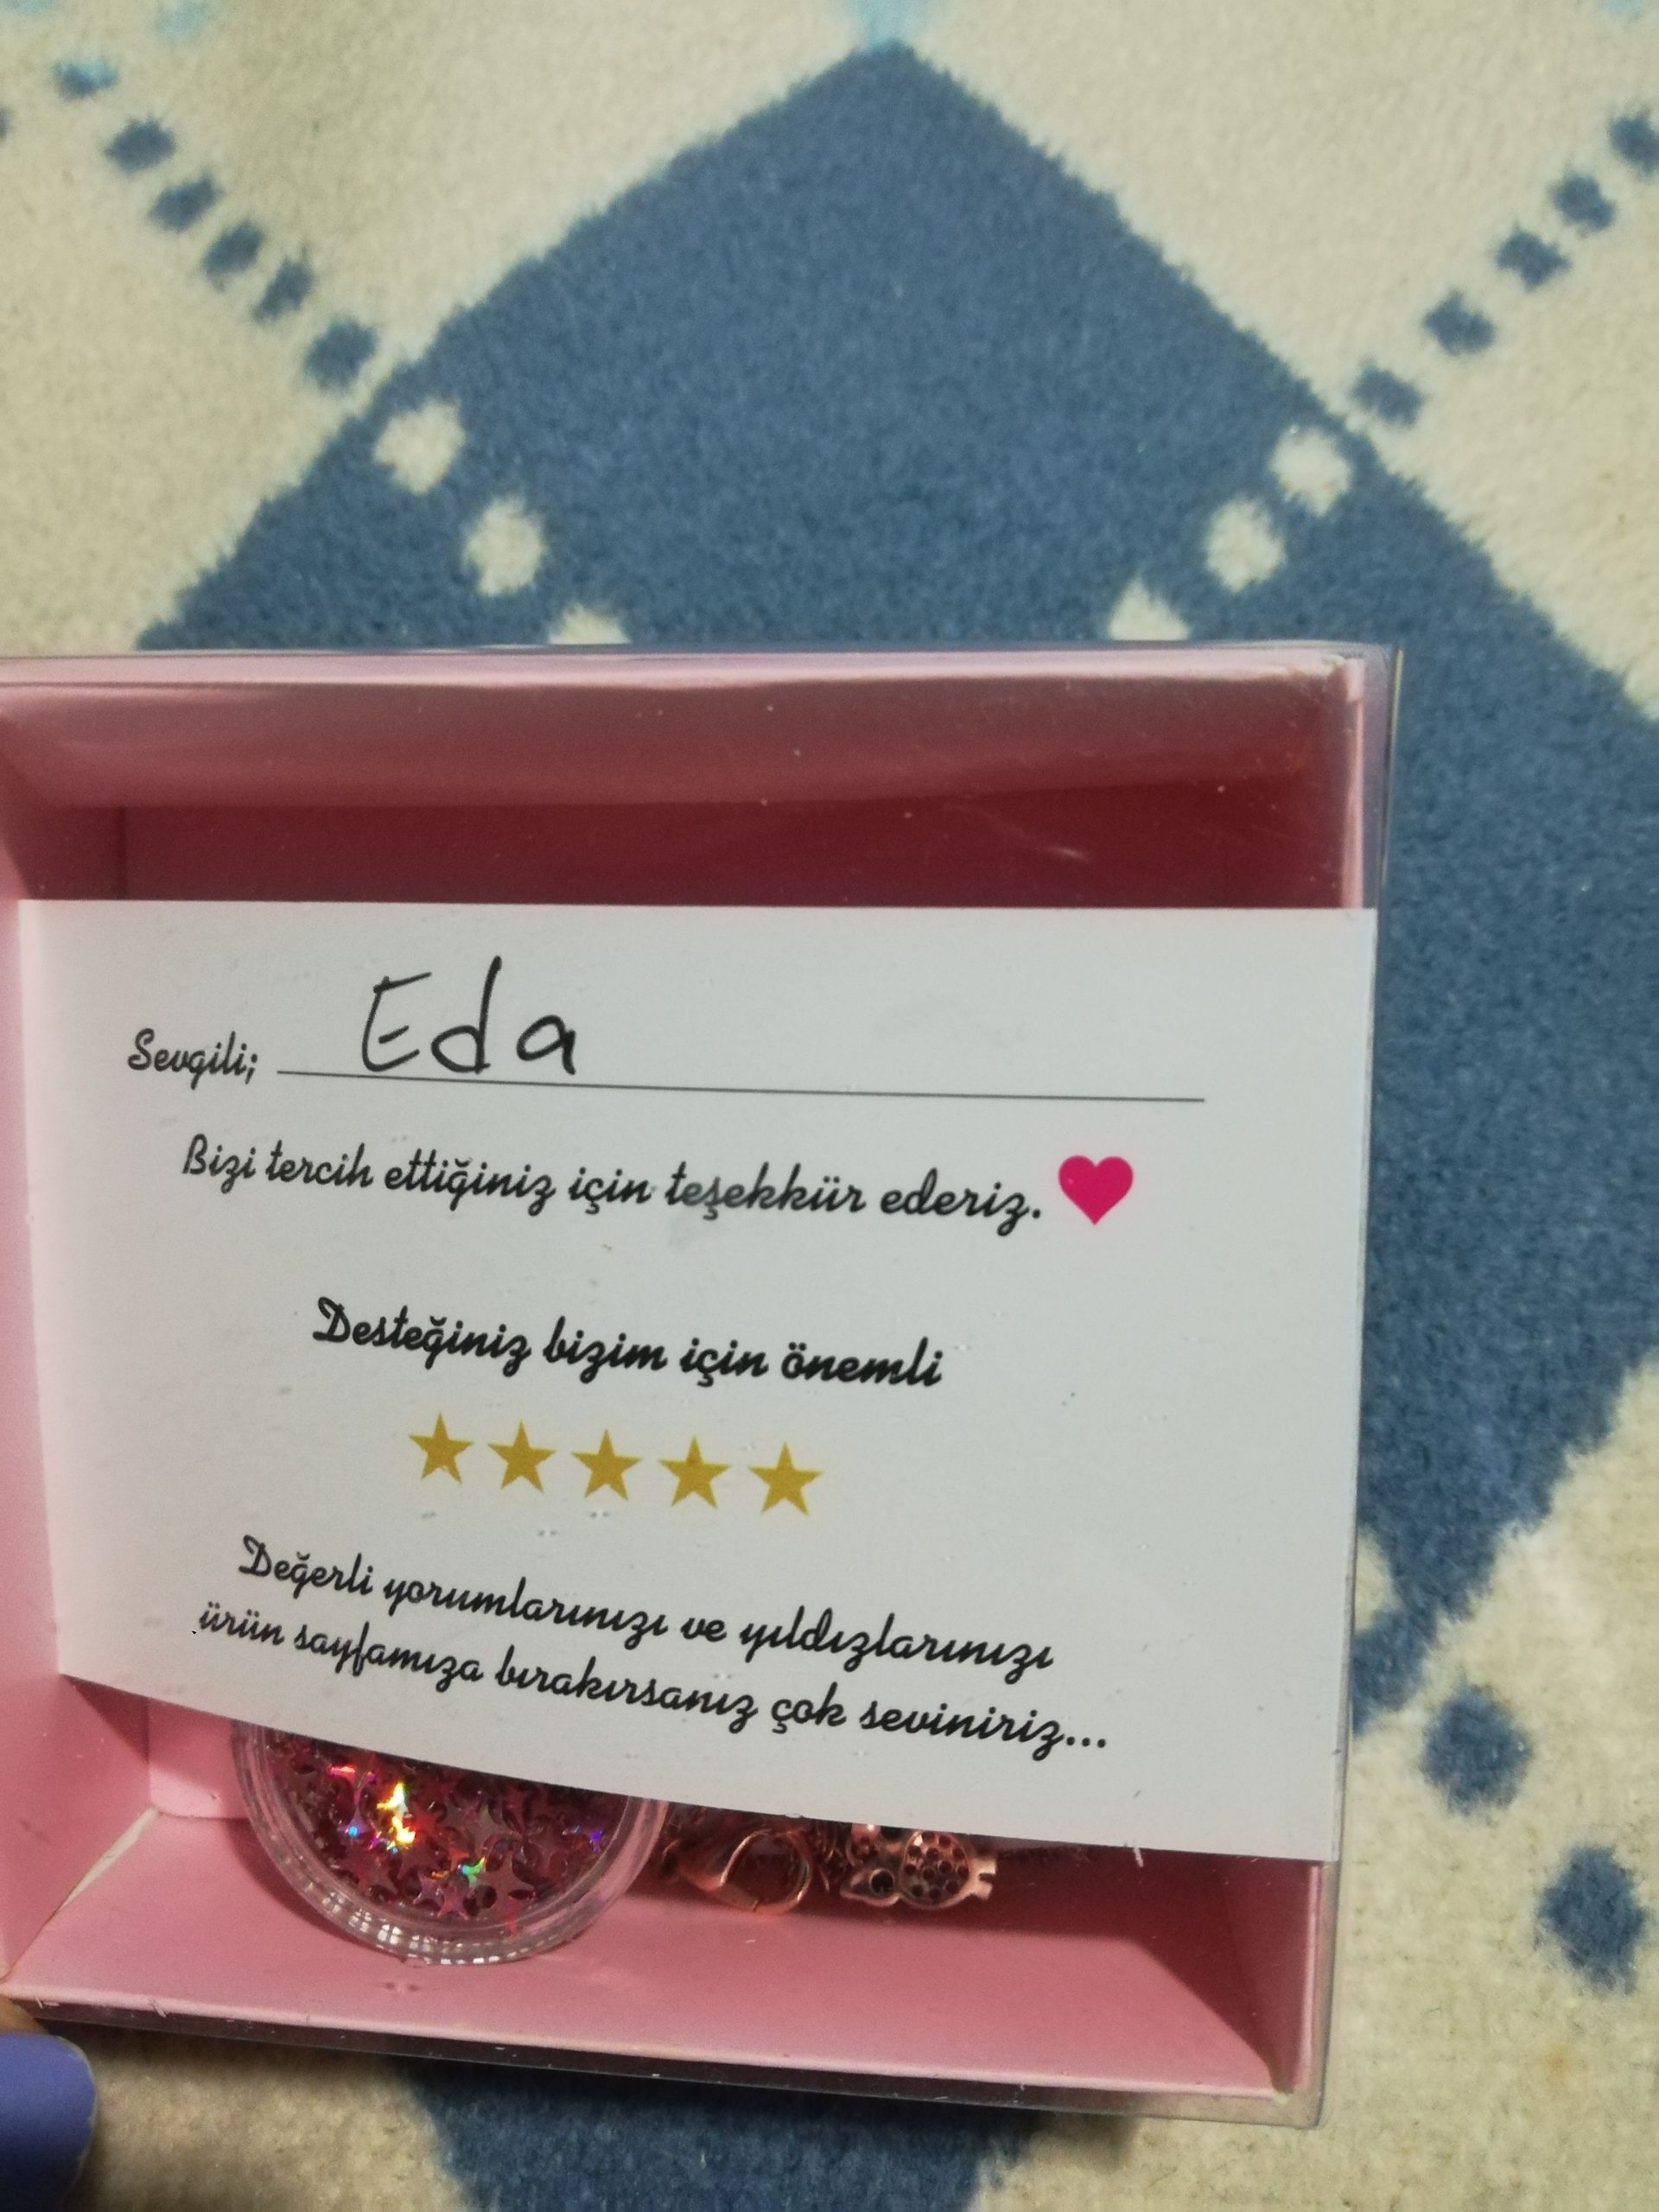 Sevgili; Eda
Bizi tercih ettiğiniz için teşekkür ederiz.
Desteğiniz bizim için önemli
Değerli yorumlarınızı ve yıldızlarınızı
ürün sayfamıza bırakırsanız çok seviniriz...